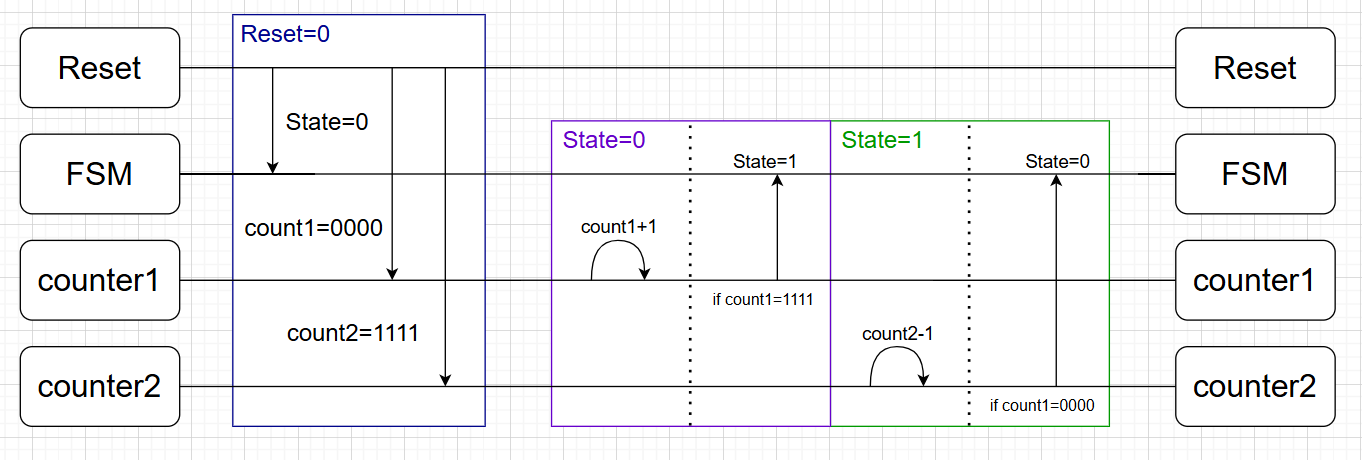 Reset=0
Reset
Reset
State=0
State=0
State=1
FSM
State=1
State=0
FSM
count1=0000
count1+1
counter1
if count1=1111
counter1
count2=1111
count2-1
counter2
if count1=0000
counter2